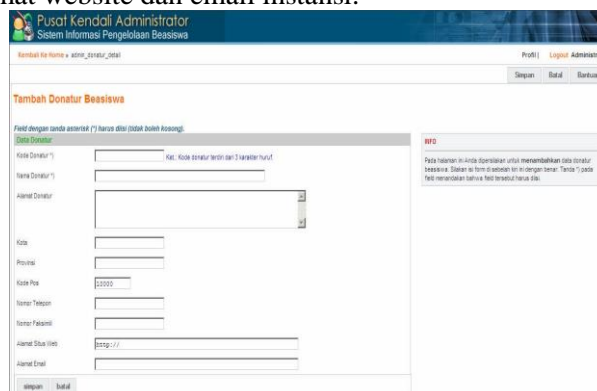 mat website dan email instansi.
Pusat Kendali Administrator
Sistem Informasi Pengelolaan Beasiswa
Kembali Ke Home » admin_donatur_detail
Profil | Logout Administr
Simpan Batal Bantua
Tambah Donatur Beasiswa
Field dengan tanda asterisk (*) harus diisi (tidak boleh kosong).
Data Donatur
Kode Donatur *)
Ket.: Kode donatur terdiri dari 3 karakter huruf.
Nama Donatur *)
Alamat Donatur
Kota
Provinsi
Kode Pos
10000
Nomor Telepon
Nomor Faksimili
Alamat Situs Web
http://
Alamat Email
simpan batal
INFO
Pada halaman ini Anda dipersilakan untuk menambahkan data donatur
beasiswa. Silakan isi form di sebelah kiri ini dengan benar. Tanda *) pada
field menandakan bahwa field tersebut harus diisi.